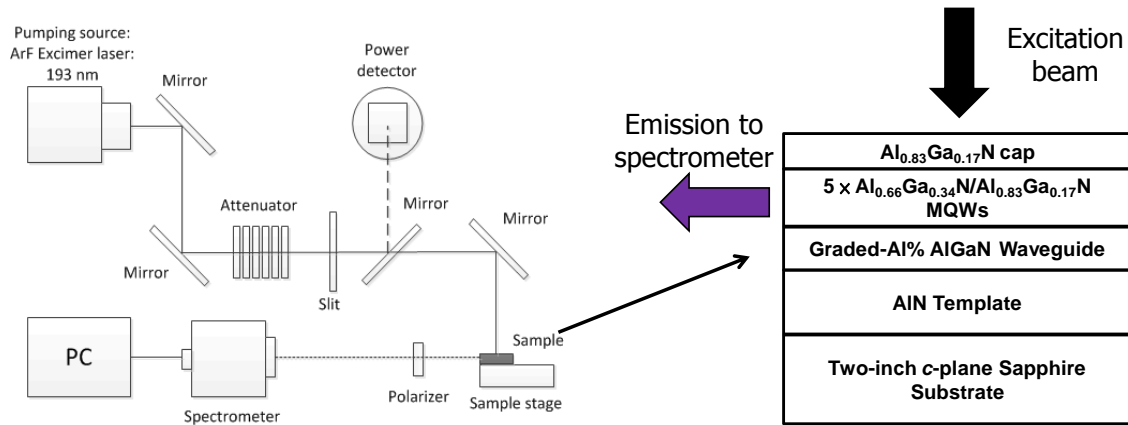 Pumping source:
ArF Excimer laser:
193 nm
Mirror
Power
detector
Attenuator
Mirror
Mirror
Mirror
Slit
PC
Spectrometer
Polarizer
Sample
Sample stage
Excitation
beam
Emission to
spectrometer
Al0.83Ga0.17N cap
5 × Al0.66Ga0.34N/Al0.83Ga0.17N
MQWs
Graded-Al% AlGaN Waveguide
AlN Template
Two-inch c-plane Sapphire
Substrate